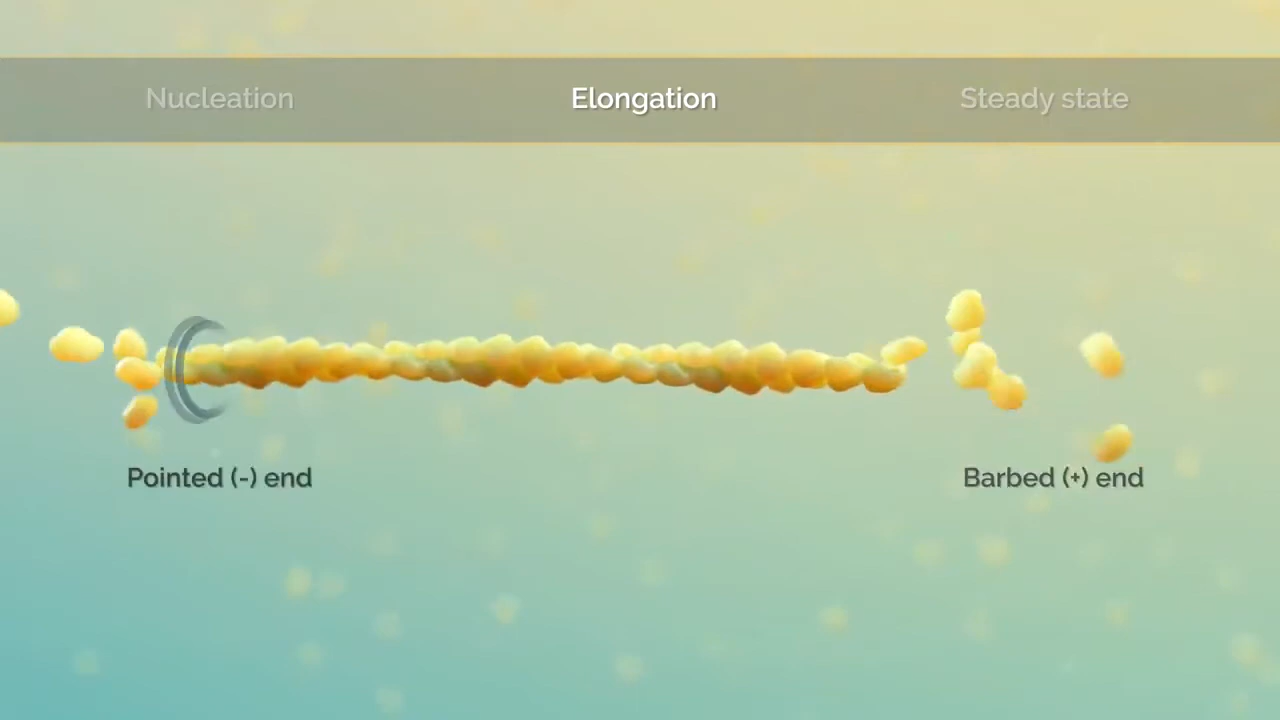 Nucleation
Elongation
Steady state
Pointed (-) end
Barbed (+) end